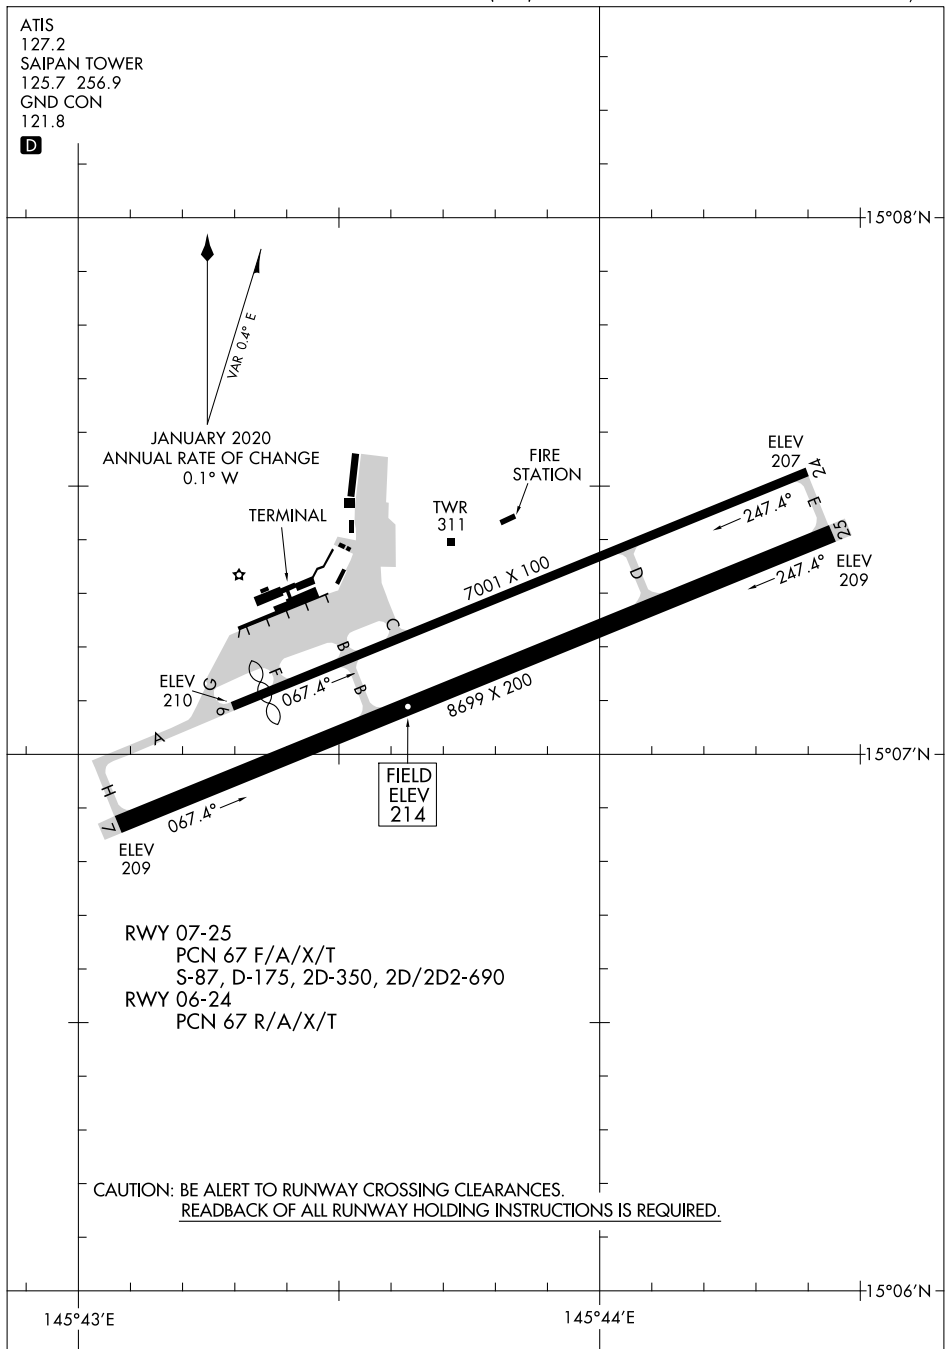 ATIS
127.2
SAIPAN TOWER
125.7 256.9
GND CON
121.8
D
15°08'N
VAR 0.4° E
JANUARY 2020
ANNUAL RATE OF CHANGE
0.1° W
ELEV
207
24
FIRE
STATION
TWR
311
TERMINAL
247.4°
E
25
7001 X 100
D
247.4°
ELEV
209
C
B
F
G
ELEV
210
6
067.4°
B
8699 X 200
A
15°07'N
FIELD
ELEV
214
H
067.4°
7
ELEV
209
RWY 07-25
PCN 67 F/A/X/T
S-87, D-175, 2D-350, 2D/2D2-690
RWY 06-24
PCN 67 R/A/X/T
CAUTION: BE ALERT TO RUNWAY CROSSING CLEARANCES.
READBACK OF ALL RUNWAY HOLDING INSTRUCTIONS IS REQUIRED.
15°06'N
145°43'E
145°44'E